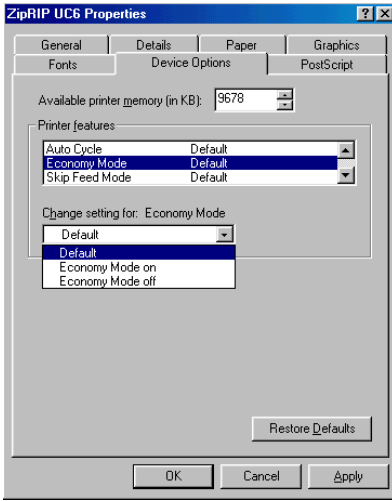 ZipRIP UC6 Properties
General Details Paper Graphics
Fonts Device Options PostScript
Available printer memory (in KB): 9678
Printer features
Auto Cycle Default
Economy Mode Default
Skip Feed Mode Default
Change setting for: Economy Mode
Default
Default
Economy Mode on
Economy Mode off
Restore Defaults
OK Cancel Apply